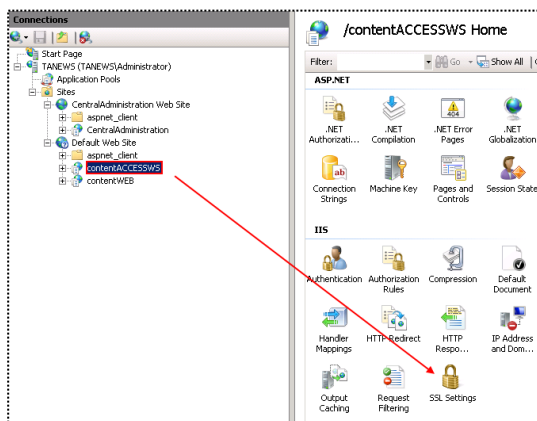 Connections
Start Page
TANEWS (TANEWS\Administrator)
Application Pools
Sites
CentralAdministration Web Site
aspnet_client
CentralAdministration
Default Web Site
aspnet_client
contentACCESSWS
contentWEB
/contentACCESSWS Home
Filter: Go Show All
ASP.NET
.NET Authorizati...
.NET Compilation
404
.NET Error Pages
.NET Globalization
ab
Connection Strings
Machine Key
Pages and Controls
Session State
IIS
Authentication
Authorization Rules
Compression
Default Document
Handler Mappings
HTTP Redirect
HTTP Respo...
IP Address and Dom...
Output Caching
Request Filtering
SSL Settings